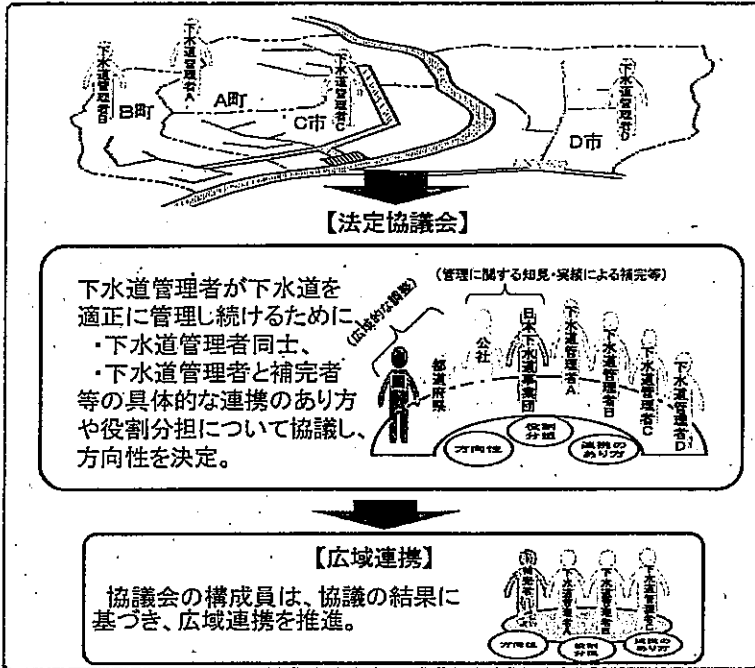 下水道管理者B
下水道管理者A
下水道管理者C
下水道管理者D
B町
A町
C市
D市
【法定協議会】
下水道管理者が下水道を
適正に管理し続けるために、
・下水道管理者同士、
・下水道管理者と補完者
等の具体的な連携のあり方
や役割分担について協議し、
方向性を決定。
(管理に関する知見・実績による補完等)
(広域的な調整)
都道府県
公社
日本下水道事業団
下水道管理者A
下水道管理者B
下水道管理者C
下水道管理者D
方向性
役割
分担
連携の
あり方
【広域連携】
協議会の構成員は、協議の結果に
基づき、広域連携を推進。
下水道管理者A
下水道管理者B
下水道管理者C
方向性
役割
分担
連携の
あり方